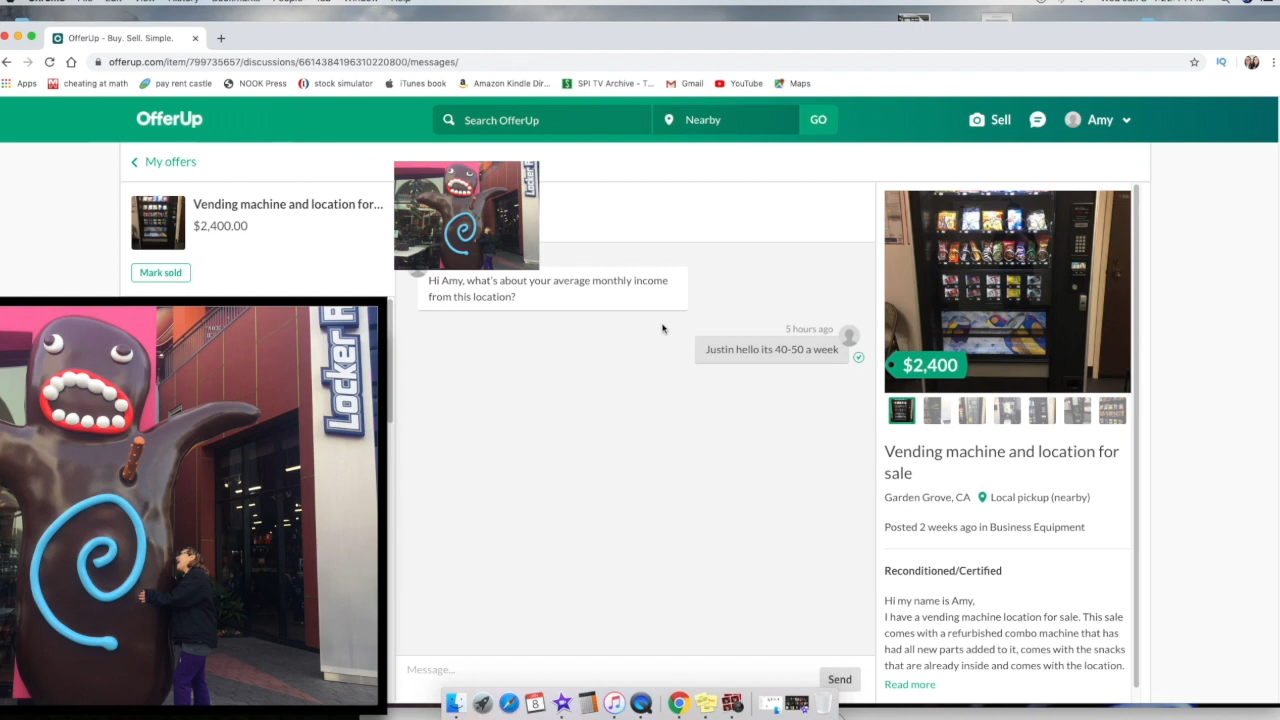 OfferUp - Buy. Sell. Simple.
offerup.com/item/799735657/discussions/6614384196310220800/messages/
Apps cheating at math pay rent castle NOOK Press stock simulator iTunes book Amazon Kindle Dir... SPI TV Archive - T... Gmail YouTube Maps
OfferUp Search OfferUp Nearby GO Sell Amy
My offers
Vending machine and location for...
$2,400.00
Mark sold
Hi Amy, what's about your average monthly income
from this location?
5 hours ago
Justin hello its 40-50 a week
Message...
Send
$2,400
Vending machine and location for
sale
Garden Grove, CA Local pickup (nearby)
Posted 2 weeks ago in Business Equipment
Reconditioned/Certified
Hi my name is Amy,
I have a vending machine location for sale. This sale
comes with a refurbished combo machine that has
had all new parts added to it, comes with the snacks
that are already inside and comes with the location.
Read more
Locker
Locker